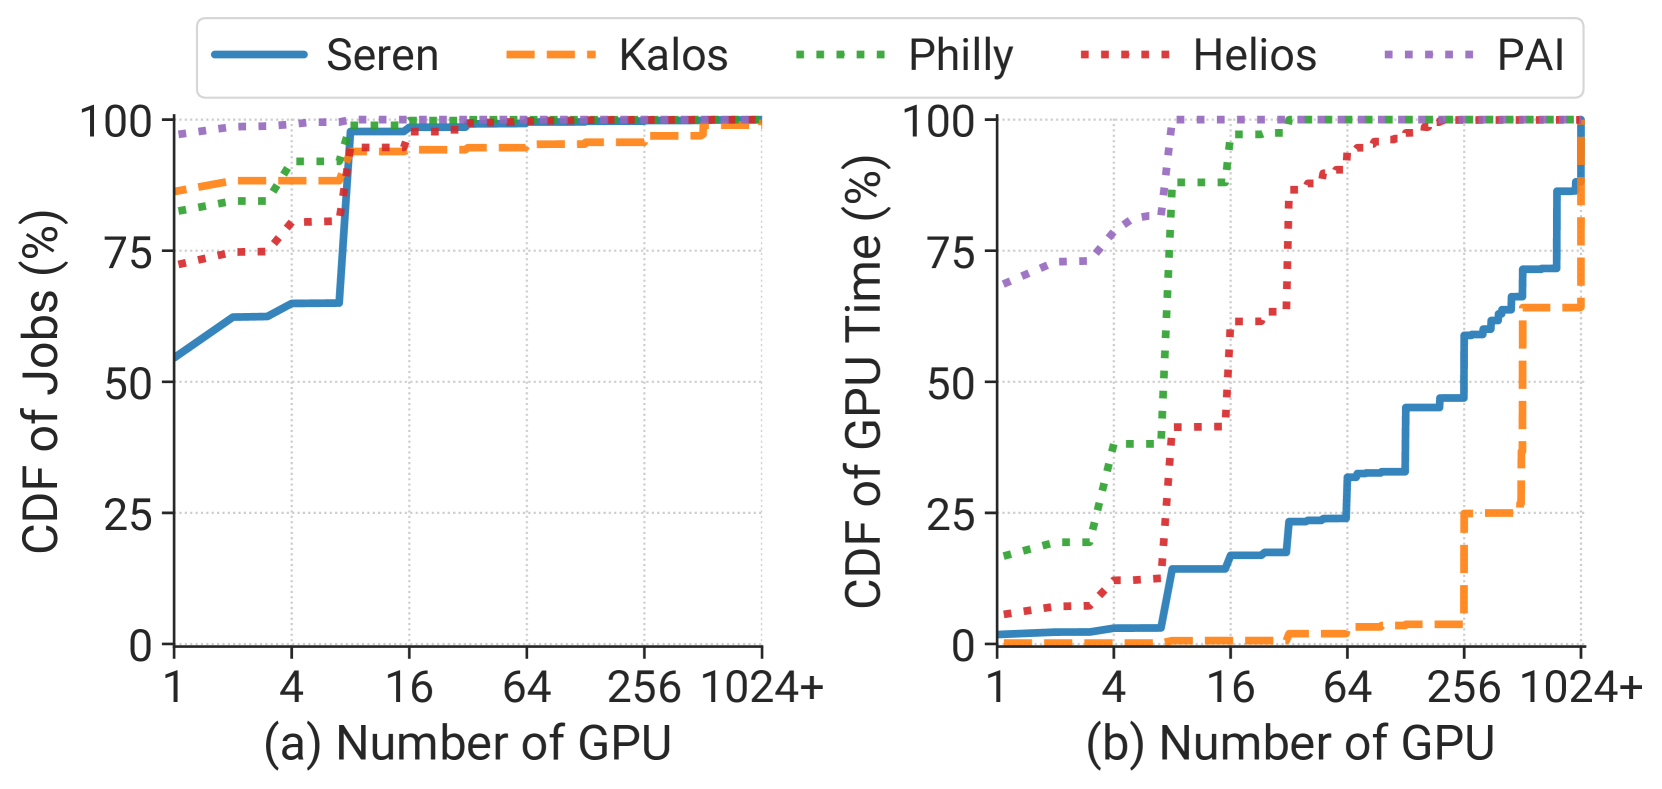 Seren Kalos Philly Helios PAI
CDF of Jobs (%)
100
75
50
25
0
1 4 16 64 256 1024+
(a) Number of GPU
CDF of GPU Time (%)
100
75
50
25
0
1 4 16 64 256 1024+
(b) Number of GPU